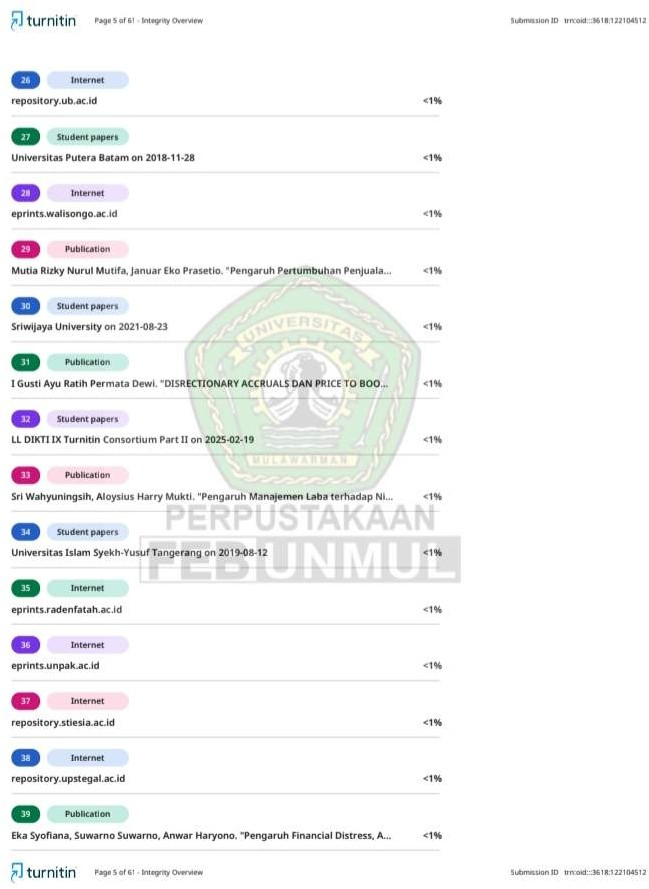 turnitin Page 5 of 61 - Integrity Overview Submission ID trn:oid:::3618:122104512
26 Internet
repository.ub.ac.id <1%
27 Student papers
Universitas Putera Batam on 2018-11-28 <1%
28 Internet
eprints.walisongo.ac.id <1%
29 Publication
Mutia Rizky Nurul Mutifa, Januar Eko Prasetio. "Pengaruh Pertumbuhan Penjuala... <1%
30 Student papers
Sriwijaya University on 2021-08-23 <1%
UNIVERSITAS
31 Publication
I Gusti Ayu Ratih Permata Dewi. "DISRECTIONARY ACCRUALS DAN PRICE TO BOO... <1%
32 Student papers
LL DIKTI IX Turnitin Consortium Part II on 2025-02-19 <1%
MULAWARMAN
33 Publication
Sri Wahyuningsih, Aloysius Harry Mukti. "Pengaruh Manajemen Laba terhadap Ni... <1%
PERPUSTAKAAN
34 Student papers
Universitas Islam Syekh-Yusuf Tangerang on 2019-08-12 <1%
FEB UNMUL
35 Internet
eprints.radenfatah.ac.id <1%
36 Internet
eprints.unpak.ac.id <1%
37 Internet
repository.stiesia.ac.id <1%
38 Internet
repository.upstegal.ac.id <1%
39 Publication
Eka Syofiana, Suwarno Suwarno, Anwar Haryono. "Pengaruh Financial Distress, A... <1%
turnitin Page 5 of 61 - Integrity Overview Submission ID trn:oid:::3618:122104512